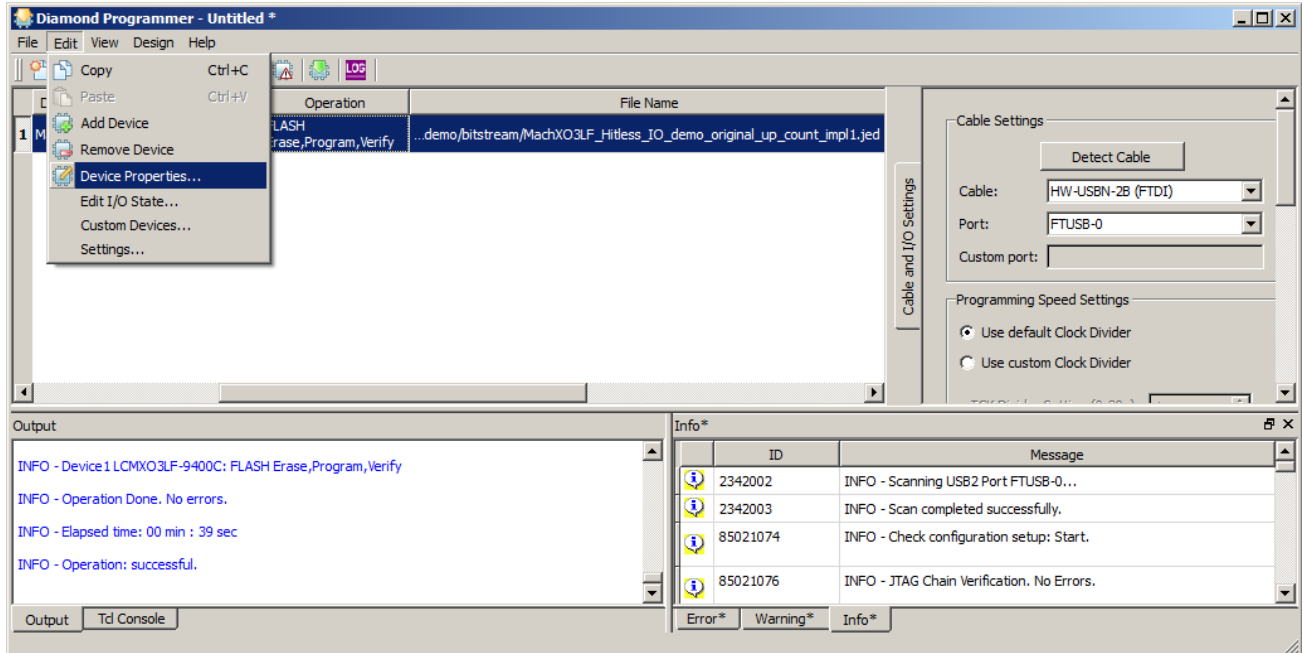 Diamond Programmer - Untitled *
File Edit View Design Help
LOG
Copy Ctrl+C
Paste Ctrl+V
Add Device
Remove Device
Device Properties...
Edit I/O State...
Custom Devices...
Settings...
Operation File Name
1 M FLASH
Erase,Program,Verify
...demo/bitstream/MachXO3LF_Hitless_IO_demo_original_up_count_impl1.jed
Cable and I/O Settings
Cable Settings
Detect Cable
Cable: HW-USBN-2B (FTDI)
Port: FTUSB-0
Custom port:
Programming Speed Settings
Use default Clock Divider
Use custom Clock Divider
Output
INFO - Device1 LCMXO3LF-9400C: FLASH Erase,Program,Verify
INFO - Operation Done. No errors.
INFO - Elapsed time: 00 min : 39 sec
INFO - Operation: successful.
Output Tcl Console
Info*
ID Message
2342002 INFO - Scanning USB2 Port FTUSB-0...
2342003 INFO - Scan completed successfully.
85021074 INFO - Check configuration setup: Start.
85021076 INFO - JTAG Chain Verification. No Errors.
Error* Warning* Info*